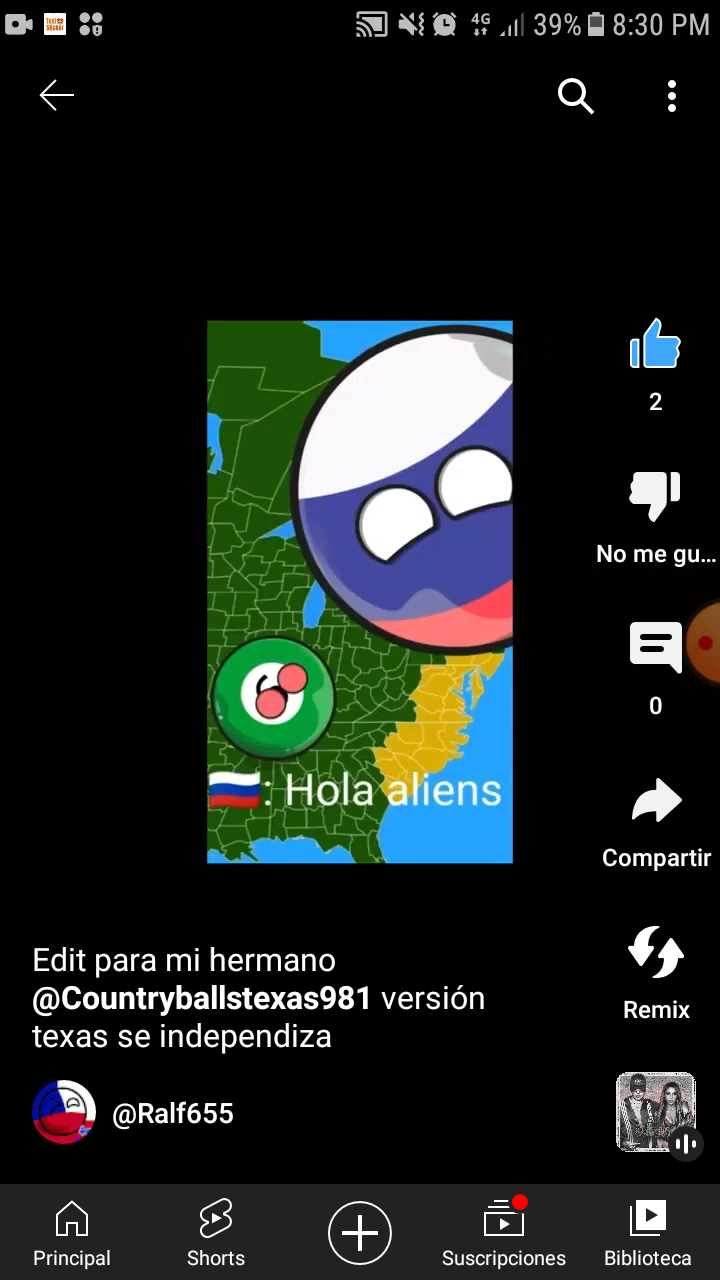 4G 39% 8:30 PM
2
No me gu...
0
: Hola aliens
Compartir
Edit para mi hermano
@Countryballstexas981 versión
texas se independiza
Remix
@Ralf655
Principal
Shorts
Suscripciones
Biblioteca